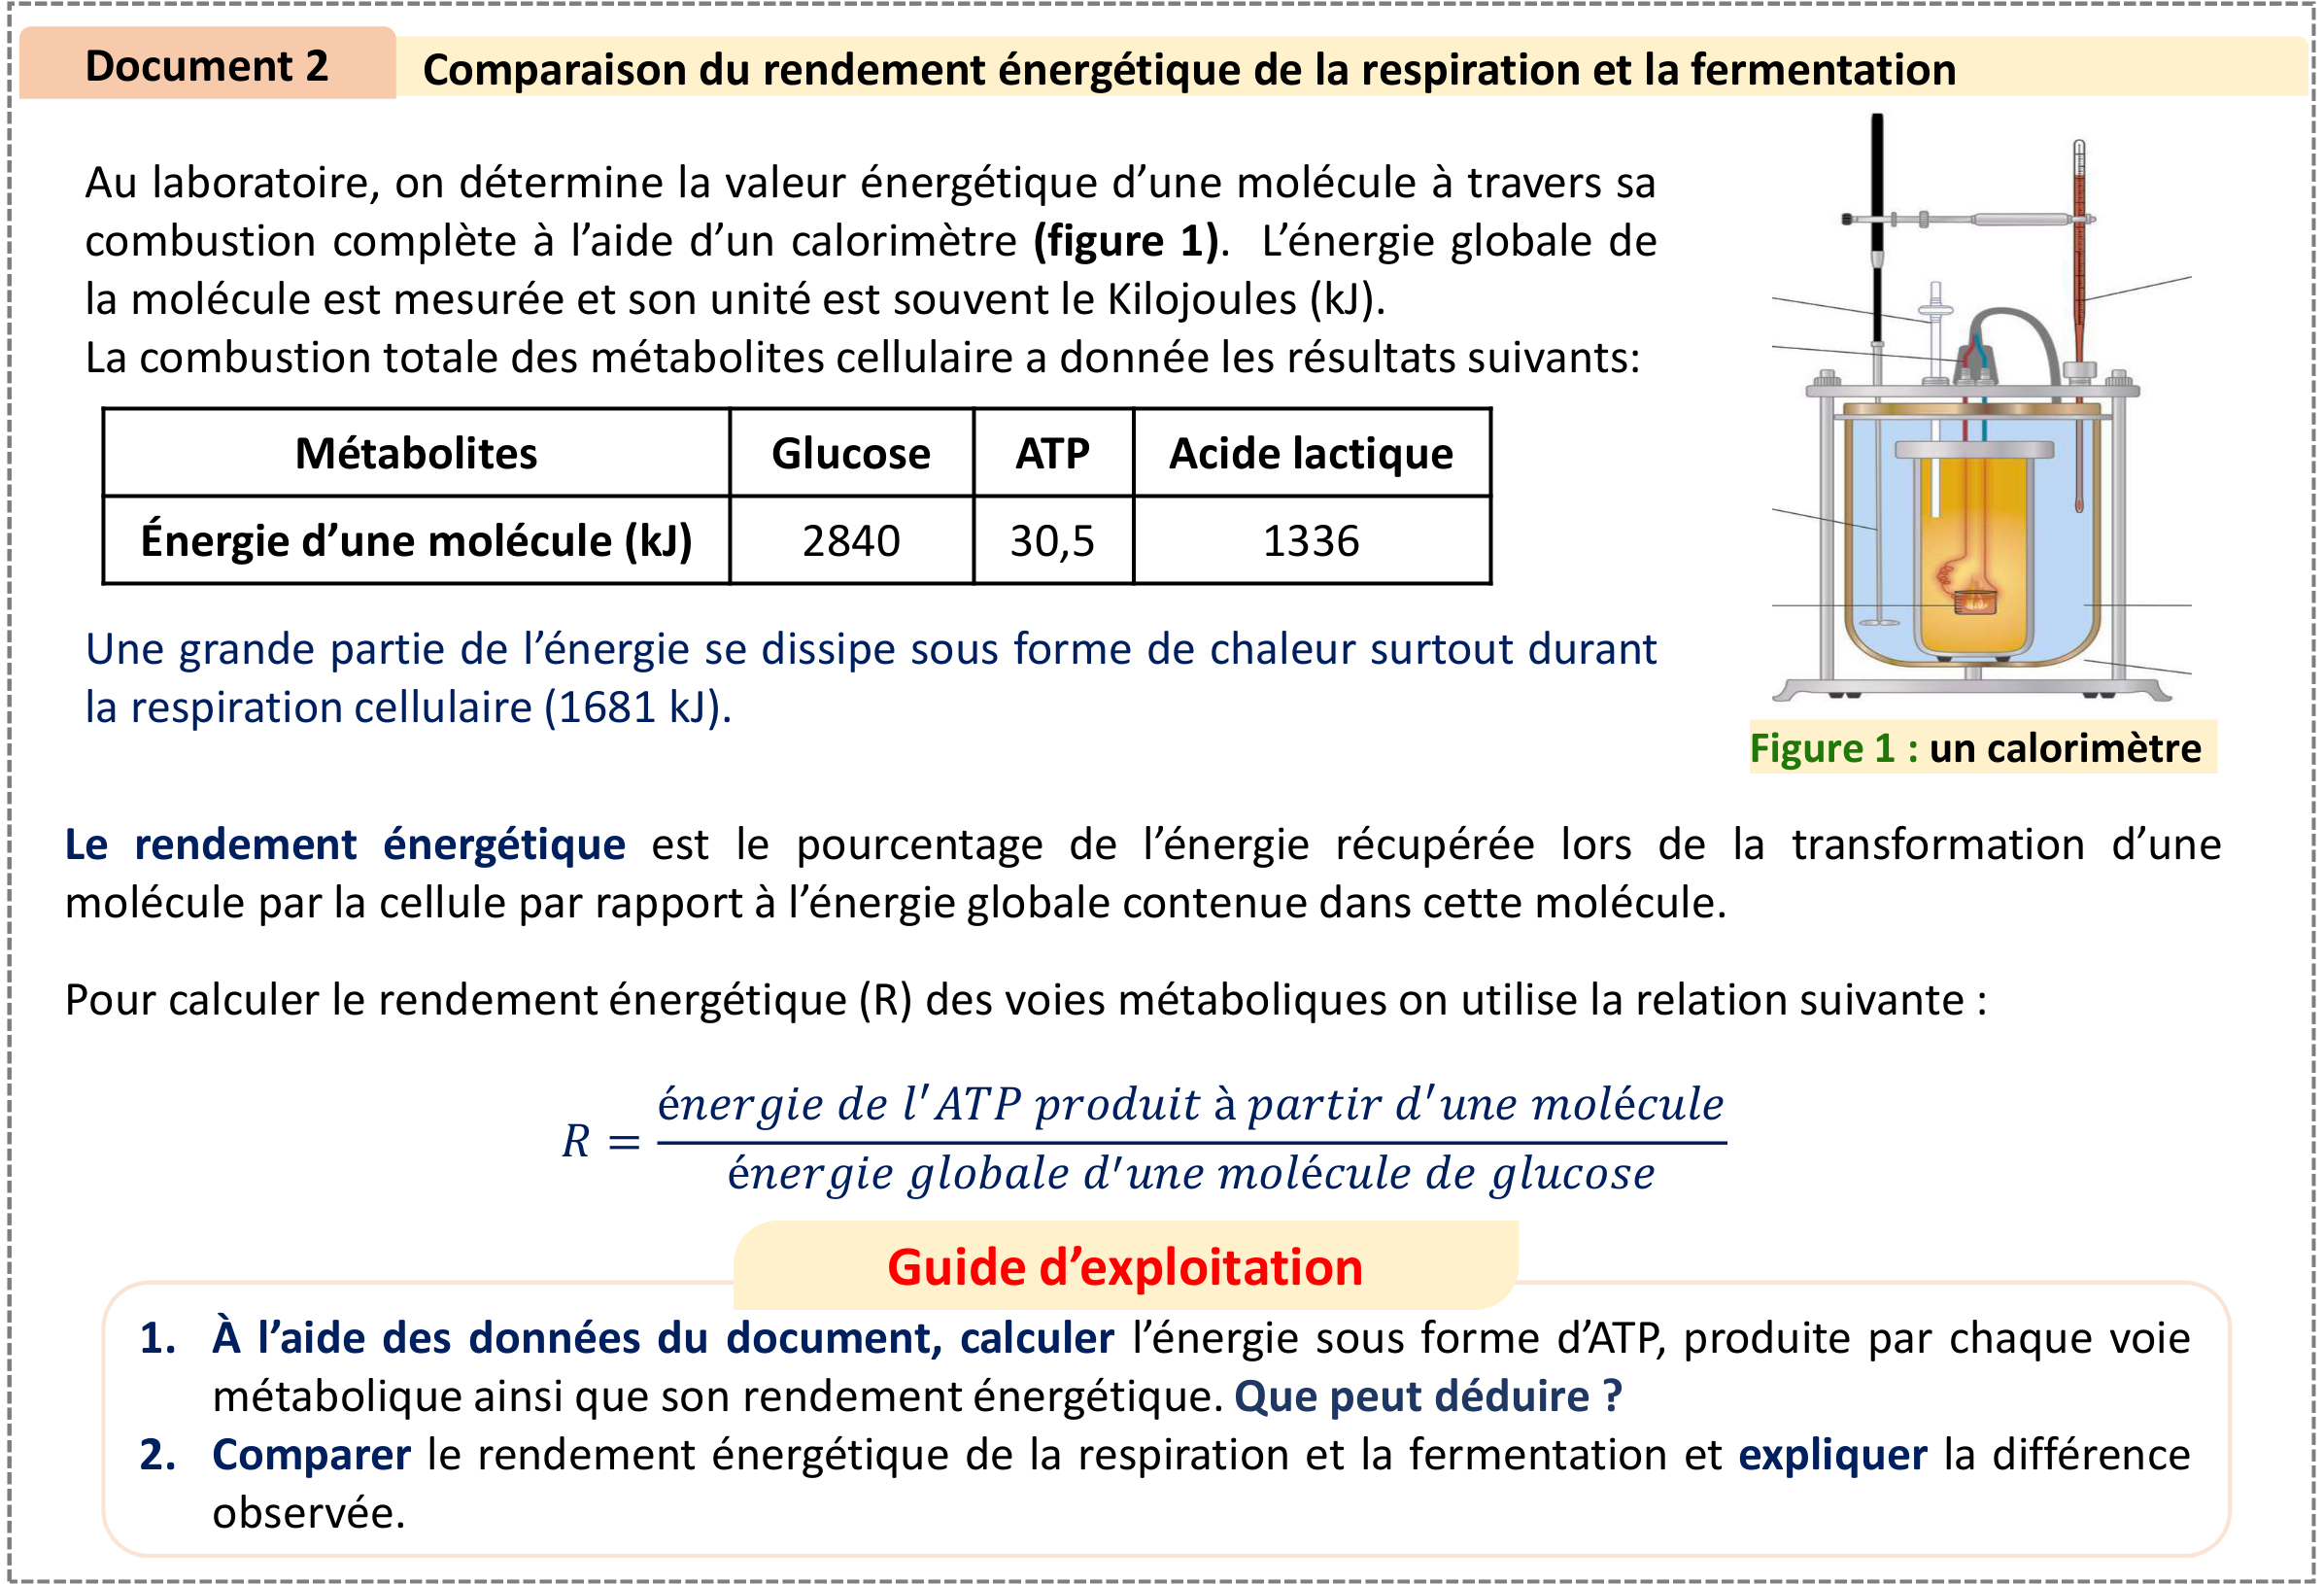 Document 2
Comparaison du rendement énergétique de la respiration et la fermentation
Au laboratoire, on détermine la valeur énergétique d’une molécule à travers sa
combustion complète à l’aide d’un calorimètre (figure 1). L’énergie globale de
la molécule est mesurée et son unité est souvent le Kilojoules (kJ).
La combustion totale des métabolites cellulaire a donnée les résultats suivants:
Métabolites Glucose ATP Acide lactique
Énergie d’une molécule (kJ) 2840 30,5 1336
Une grande partie de l’énergie se dissipe sous forme de chaleur surtout durant
la respiration cellulaire (1681 kJ).
Figure 1 : un calorimètre
Le rendement énergétique est le pourcentage de l’énergie récupérée lors de la transformation d’une
molécule par la cellule par rapport à l’énergie globale contenue dans cette molécule.
Pour calculer le rendement énergétique (R) des voies métaboliques on utilise la relation suivante :
R = énergie de l'ATP produit à partir d'une molécule
énergie globale d'une molécule de glucose
Guide d’exploitation
1. À l’aide des données du document, calculer l’énergie sous forme d’ATP, produite par chaque voie
métabolique ainsi que son rendement énergétique. Que peut déduire ?
2. Comparer le rendement énergétique de la respiration et la fermentation et expliquer la différence
observée.